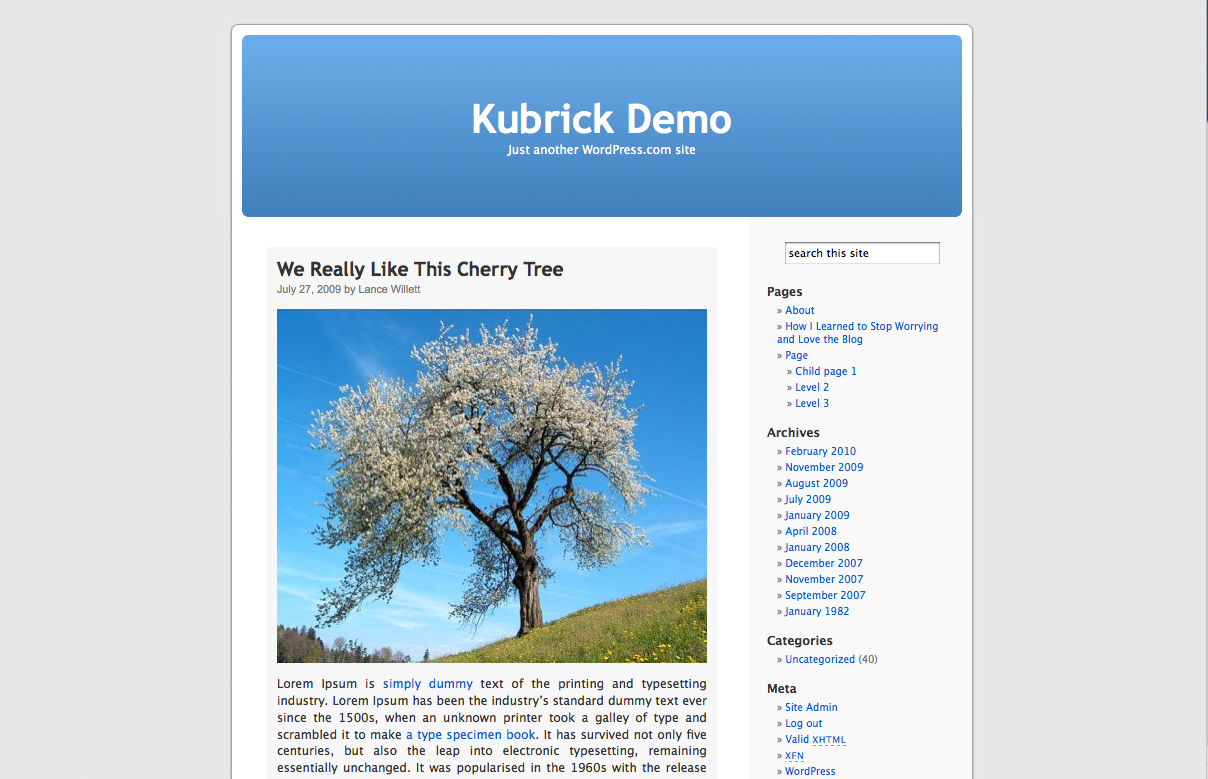 Kubrick Demo
Just another WordPress.com site
We Really Like This Cherry Tree
July 27, 2009 by Lance Willett
Lorem Ipsum is simply dummy text of the printing and typesetting
industry. Lorem Ipsum has been the industry’s standard dummy text ever
since the 1500s, when an unknown printer took a galley of type and
scrambled it to make a type specimen book. It has survived not only five
centuries, but also the leap into electronic typesetting, remaining
essentially unchanged. It was popularised in the 1960s with the release
search this site
Pages
» About
» How I Learned to Stop Worrying
and Love the Blog
» Page
» Child page 1
» Level 2
» Level 3
Archives
» February 2010
» November 2009
» August 2009
» July 2009
» January 2009
» April 2008
» January 2008
» December 2007
» November 2007
» September 2007
» January 1982
Categories
» Uncategorized (40)
Meta
» Site Admin
» Log out
» Valid XHTML
» XFN
» WordPress